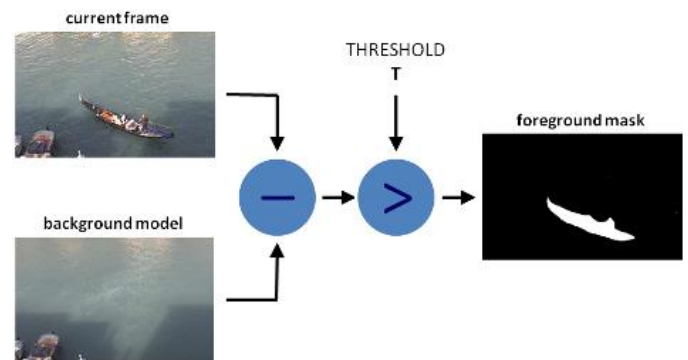 current frame
THRESHOLD
T
foreground mask
background model
−
>